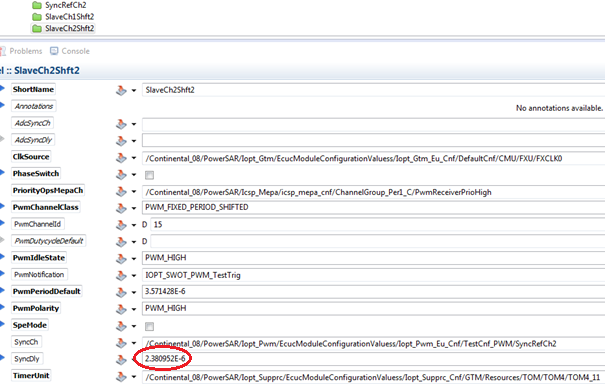 SyncRefCh2
SlaveCh1Shft2
SlaveCh2Shft2
Problems Console
el :: SlaveCh2Shft2
ShortName SlaveCh2Shft2
Annotations No annotations available.
AdcSyncCh
AdcSyncDly
ClkSource /Continental_08/PowerSAR/Iopt_Gtm/EcucModuleConfigurationValuess/Iopt_Gtm_Eu_Cnf/DefaultCnf/CMU/FXU/FXCLK0
PhaseSwitch
PriorityOpsMepaCh /Continental_08/PowerSAR/Icsp_Mepa/icsp_mepa_cnf/ChannelGroup_Per1_C/PwmReceiverPrioHigh
PwmChannelClass PWM_FIXED_PERIOD_SHIFTED
PwmChannelId D 15
PwmDutycycleDefault D
PwmIdleState PWM_HIGH
PwmNotification IOPT_SWOT_PWM_TestTrig
PwmPeriodDefault 3.571428E-6
PwmPolarity PWM_HIGH
SpeMode
SyncCh /Continental_08/PowerSAR/Iopt_Pwm/EcucModuleConfigurationValuess/Iopt_Pwm_Eu_Cnf/TestCnf_PWM/SyncRefCh2
SyncDly 2.380952E-6
TimerUnit /Continental_08/PowerSAR/Iopt_Supprc/EcucModuleConfigurationValuess/Iopt_Supprc_Cnf/GTM/Resources/TOM/TOM4/TOM4_11